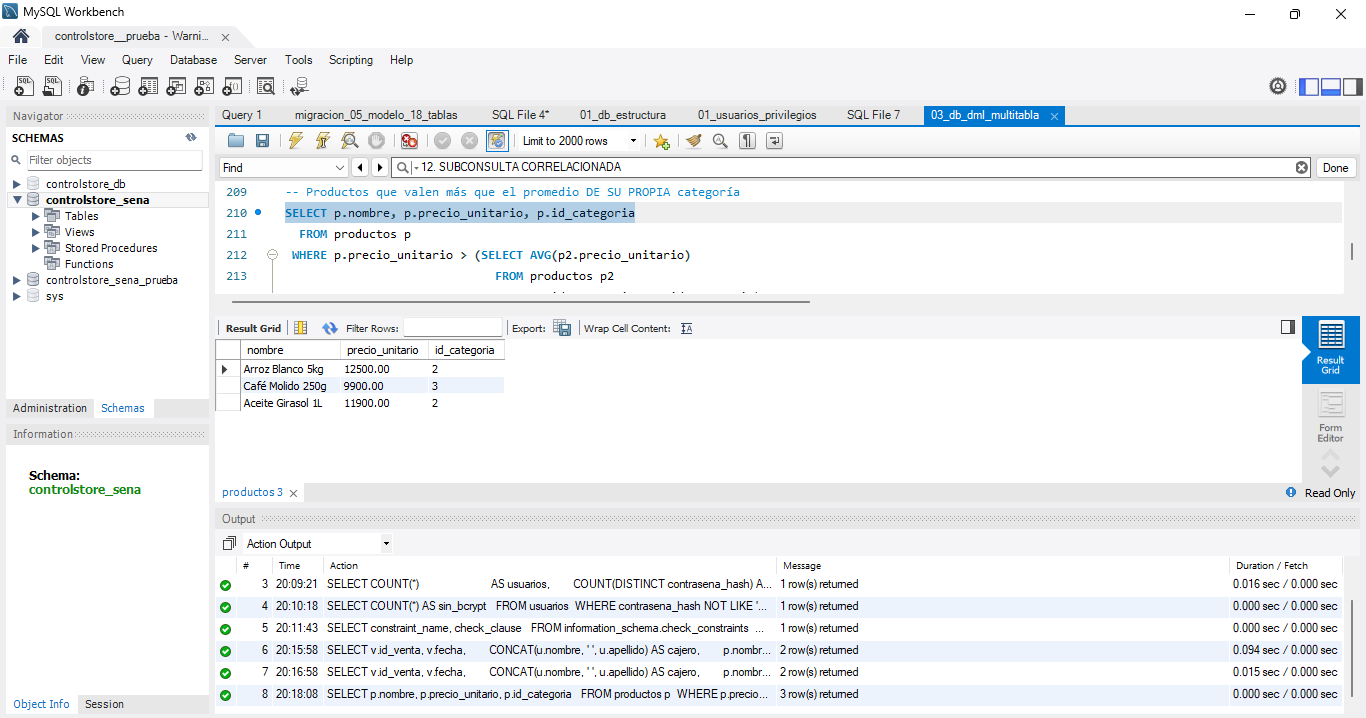 MySQL Workbench
controlstore__prueba - Warni...
File Edit View Query Database Server Tools Scripting Help
Navigator
SCHEMAS
Filter objects
controlstore_db
controlstore_sena
Tables
Views
Stored Procedures
Functions
controlstore_sena_prueba
sys
Administration Schemas
Information
Schema:
controlstore_sena
Object Info Session
Query 1 migracion_05_modelo_18_tablas SQL File 4* 01_db_estructura 01_usuarios_privilegios SQL File 7 03_db_dml_multitabla
Limit to 2000 rows
Find 12. SUBCONSULTA CORRELACIONADA Done
209 -- Productos que valen más que el promedio DE SU PROPIA categoría
210 SELECT p.nombre, p.precio_unitario, p.id_categoria
211 FROM productos p
212 WHERE p.precio_unitario > (SELECT AVG(p2.precio_unitario)
213 FROM productos p2
Result Grid Filter Rows: Export: Wrap Cell Content:
nombre precio_unitario id_categoria
Arroz Blanco 5kg 12500.00 2
Café Molido 250g 9900.00 3
Aceite Girasol 1L 11900.00 2
Result
Grid
Form
Editor
productos 3 Read Only
Output
Action Output
# Time Action Message Duration / Fetch
3 20:09:21 SELECT COUNT(*) AS usuarios, COUNT(DISTINCT contrasena_hash) A... 1 row(s) returned 0.016 sec / 0.000 sec
4 20:10:18 SELECT COUNT(*) AS sin_bcrypt FROM usuarios WHERE contrasena_hash NOT LIKE '... 1 row(s) returned 0.000 sec / 0.000 sec
5 20:11:43 SELECT constraint_name, check_clause FROM information_schema.check_constraints ... 1 row(s) returned 0.000 sec / 0.000 sec
6 20:15:58 SELECT v.id_venta, v.fecha, CONCAT(u.nombre, ' ', u.apellido) AS cajero, p.nombr... 2 row(s) returned 0.094 sec / 0.000 sec
7 20:16:58 SELECT v.id_venta, v.fecha, CONCAT(u.nombre, ' ', u.apellido) AS cajero, p.nomb... 2 row(s) returned 0.015 sec / 0.000 sec
8 20:18:08 SELECT p.nombre, p.precio_unitario, p.id_categoria FROM productos p WHERE p.precio... 3 row(s) returned 0.000 sec / 0.000 sec